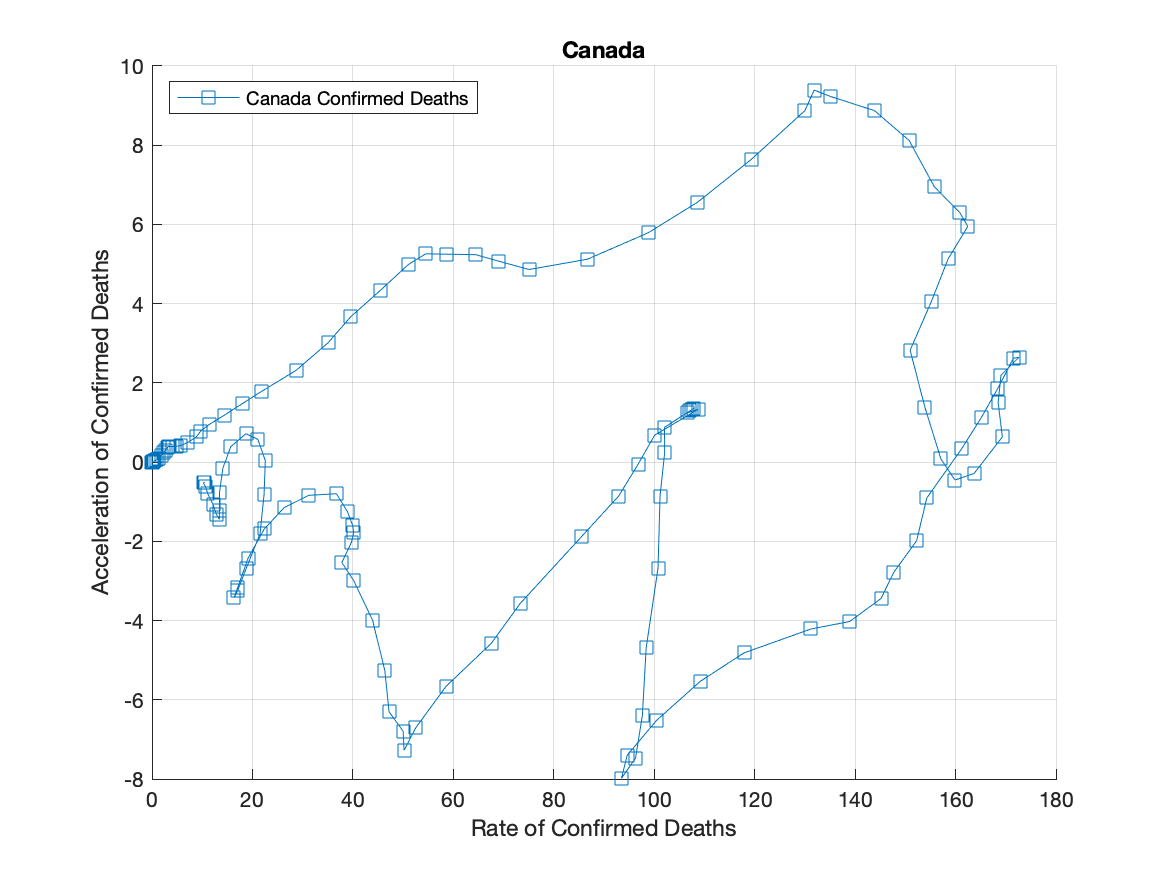 Canada
Canada Confirmed Deaths
10
8
6
4
2
0
-2
-4
-6
-8
0 20 40 60 80 100 120 140 160 180
Rate of Confirmed Deaths
Acceleration of Confirmed Deaths